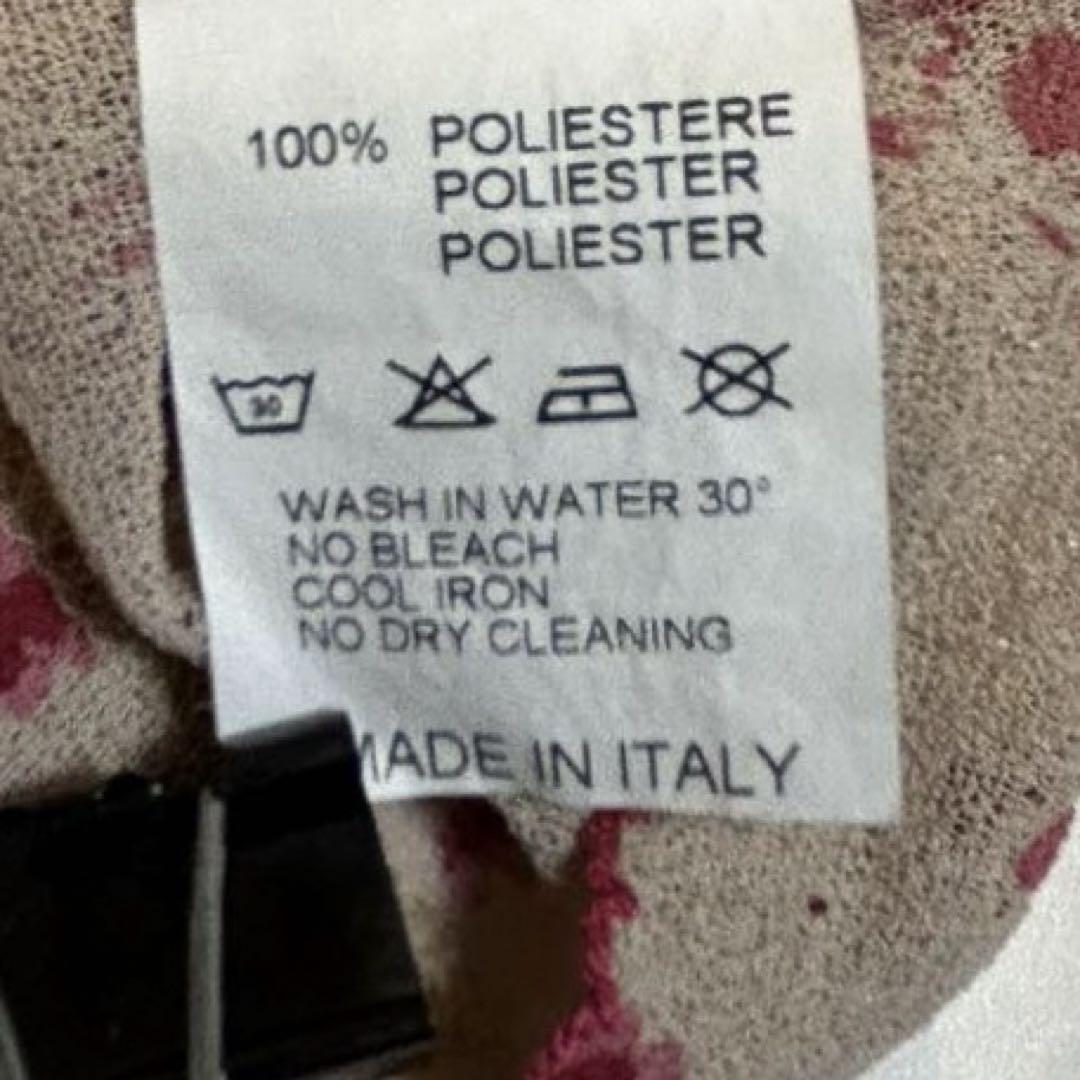 100% POLIESTERE
POLIESTER
POLIESTER
30
WASH IN WATER 30°
NO BLEACH
COOL IRON
NO DRY CLEANING
MADE IN ITALY